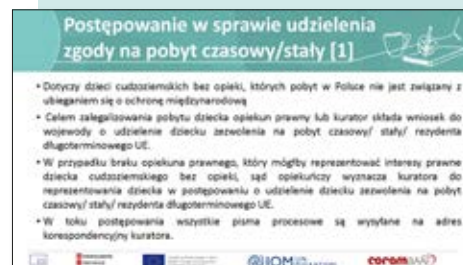 Postępowanie w sprawie udzielenia
zgody na pobyt czasowy/stały [1]
• Dotyczy dzieci cudzoziemskich bez opieki, których pobyt w Polsce nie jest związany z
ubieganiem się o ochronę międzynarodową
• Celem zalegalizowania pobytu dziecka opiekun prawny lub kurator składa wniosek do
wojewody o udzielenie dziecku zezwolenia na pobyt czasowy/ stały/ rezydenta
długoterminowego UE.
• W przypadku braku opiekuna prawnego, który mógłby reprezentować interesy prawne
dziecka cudzoziemskiego bez opieki, sąd opiekuńczy wyznacza kuratora do
reprezentowania dziecka w postępowaniu o udzielenie dziecku zezwolenia na pobyt
czasowy/ stały/ rezydenta długoterminowego UE.
• W toku postępowania wszystkie pisma procesowe są wysyłane na adres
korespondencyjny kuratora.
IOM
coram